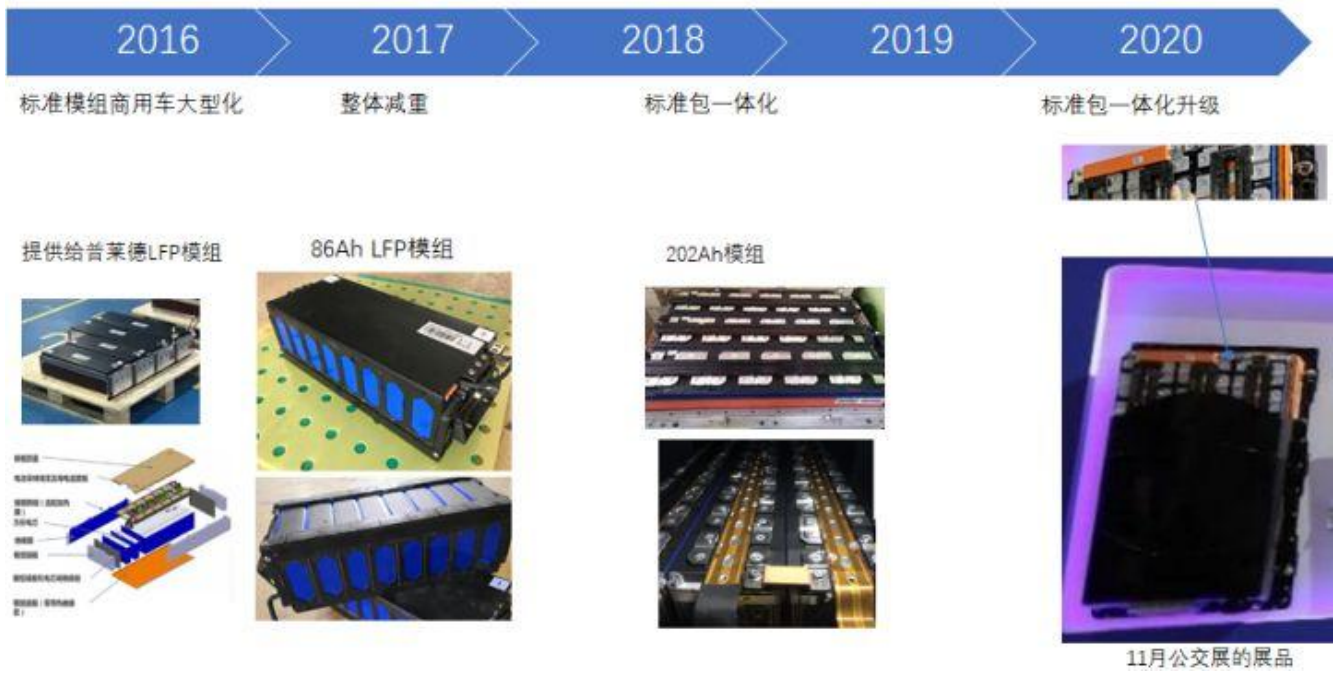 2016
2017
2018
2019
2020
标准模组商用车大型化
整体减重
标准包一体化
标准包一体化升级
提供给普莱德LFP模组
86Ah LFP模组
202Ah模组
11月公交展的展品